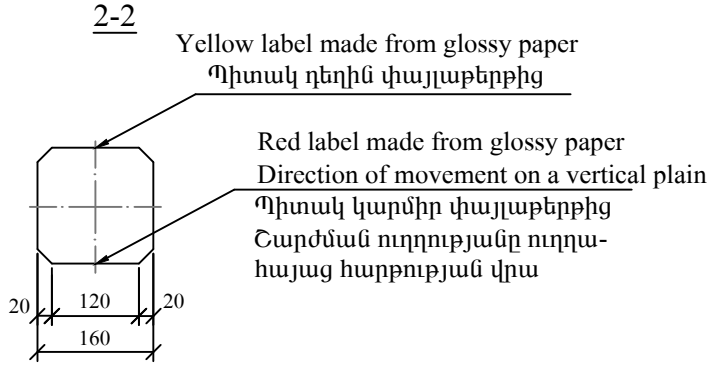 2-2
Yellow label made from glossy paper
Պիտակ դեղին փայլաթերթից
Red label made from glossy paper
Direction of movement on a vertical plain
Պիտակ կարմիր փայլաթերթից
Շարժման ուղղությանը ուղղա-
հայաց հարթության վրա
20 120 20
160